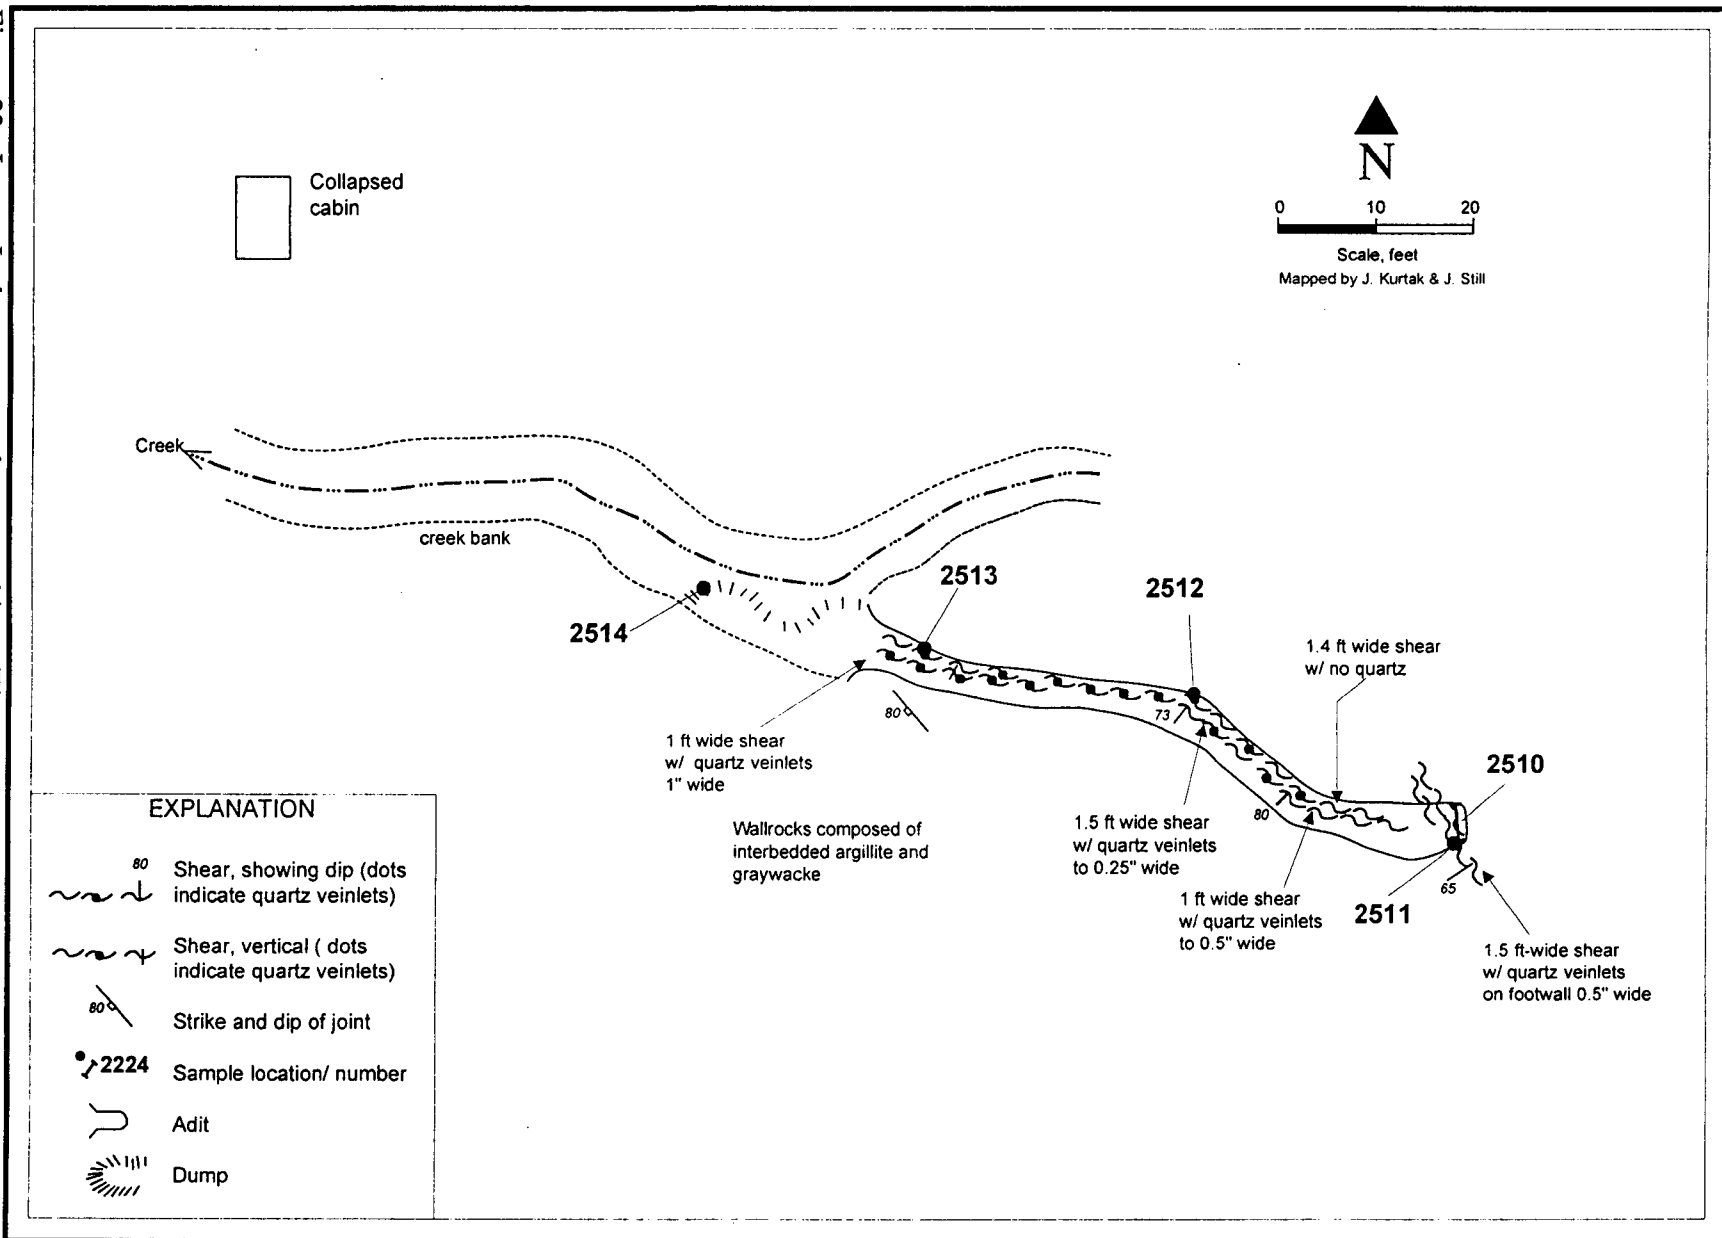 Collapsed
cabin
N
0 10 20
Scale, feet
Mapped by J. Kurtak & J. Still
Creek
creek bank
2513
2512
2514
1.4 ft wide shear
w/ no quartz
80
73
1 ft wide shear
w/ quartz veinlets
1" wide
2510
80
Wallrocks composed of
interbedded argillite and
graywacke
1.5 ft wide shear
w/ quartz veinlets
to 0.25" wide
65
1 ft wide shear
w/ quartz veinlets
to 0.5" wide
2511
1.5 ft-wide shear
w/ quartz veinlets
on footwall 0.5" wide
EXPLANATION
80
Shear, showing dip (dots
indicate quartz veinlets)
Shear, vertical ( dots
indicate quartz veinlets)
80
Strike and dip of joint
2224 Sample location/ number
Adit
Dump